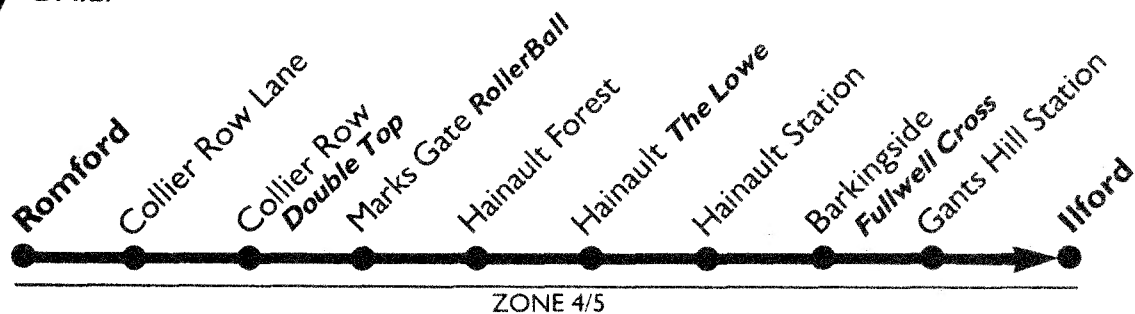 Romford
Collier Row Lane
Collier Row
Double Top
Marks Gate RollerBall
Hainault Forest
Hainault The Lowe
Hainault Station
Barkingside
Fullwell Cross
Gants Hill Station
Ilford
ZONE 4/5